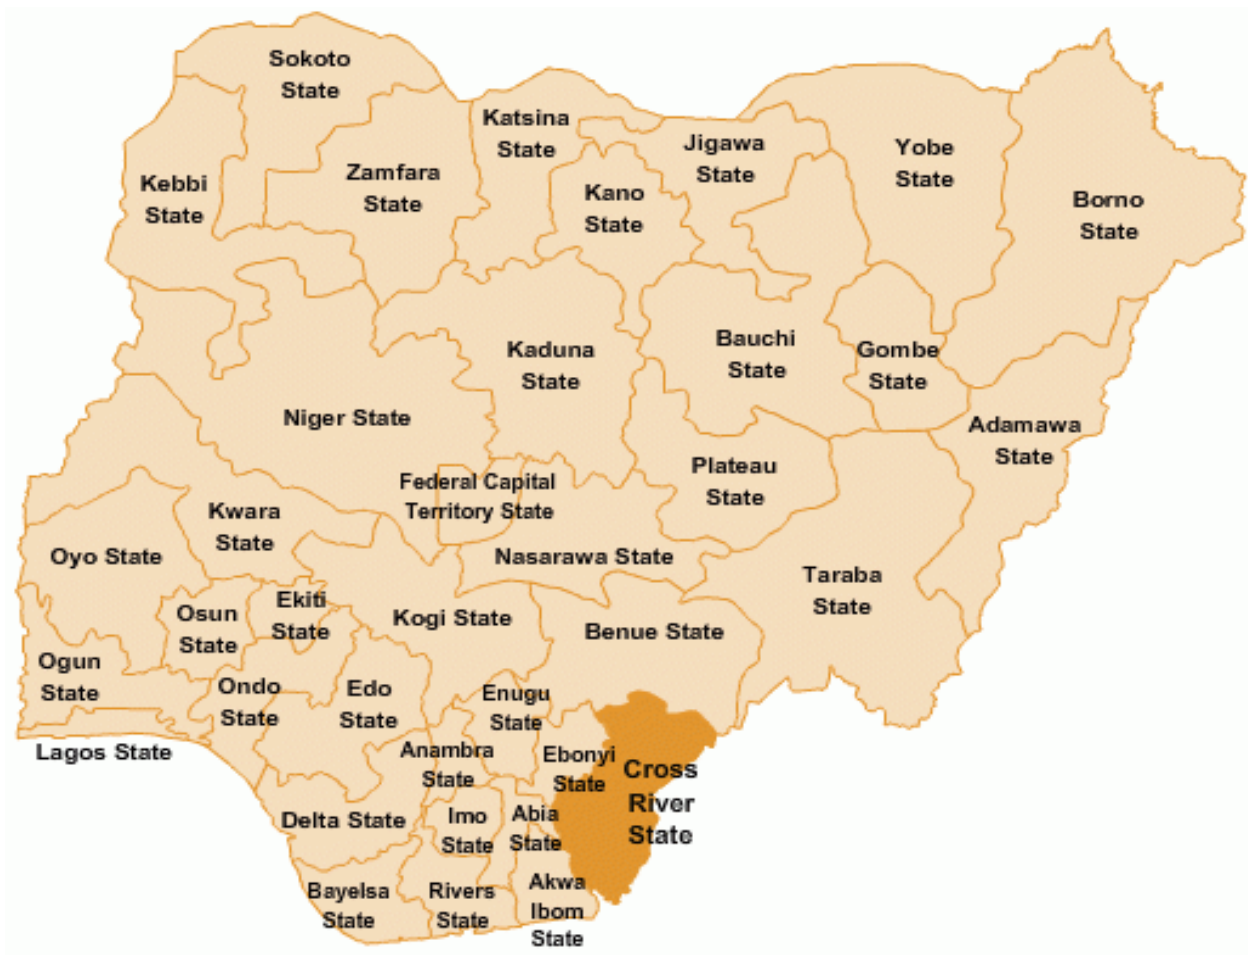 Sokoto
State
Katsina
State
Jigawa
State
Yobe
State
Kebbi
State
Zamfara
State
Kano
State
Borno
State
Kaduna
State
Bauchi
State
Gombe
State
Niger State
Adamawa
State
Federal Capital
Territory State
Plateau
State
Kwara
State
Oyo State
Nasarawa State
Taraba
State
Osun
State
Ekiti
State
Kogi State
Benue State
Ogun
State
Ondo
State
Edo
State
Enugu
State
Lagos State
Anambra
State
Ebonyi
State
Cross
River
State
Delta State
Imo
State
Abia
State
Bayelsa
State
Rivers
State
Akwa
Ibom
State